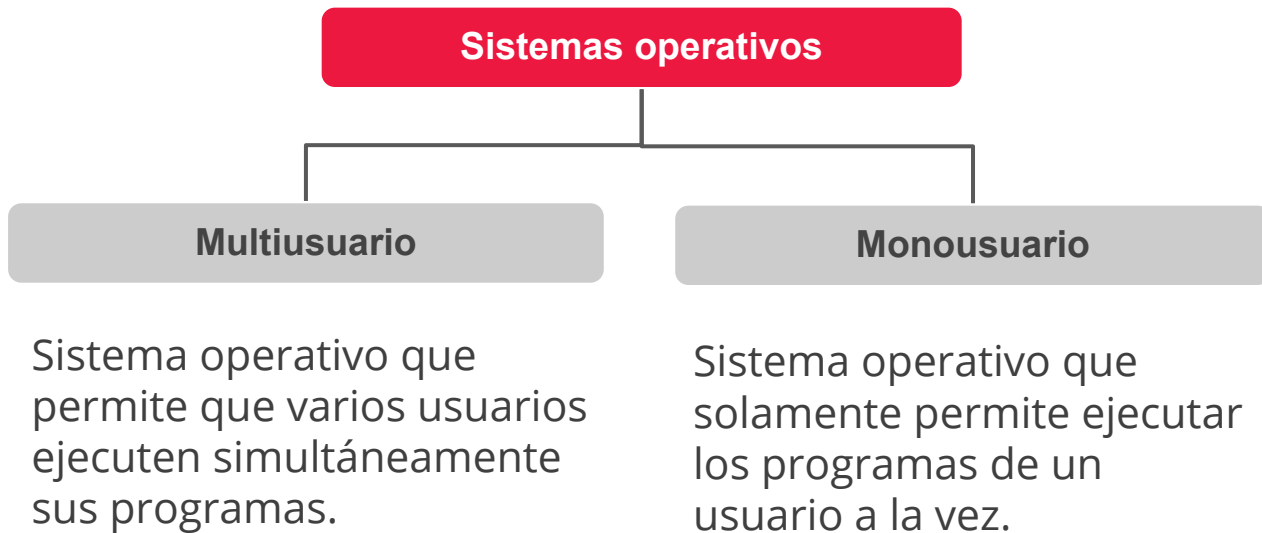 Sistemas operativos
Multiusuario
Sistema operativo que
permite que varios usuarios
ejecuten simultáneamente
sus programas.
Monousuario
Sistema operativo que
solamente permite ejecutar
los programas de un
usuario a la vez.